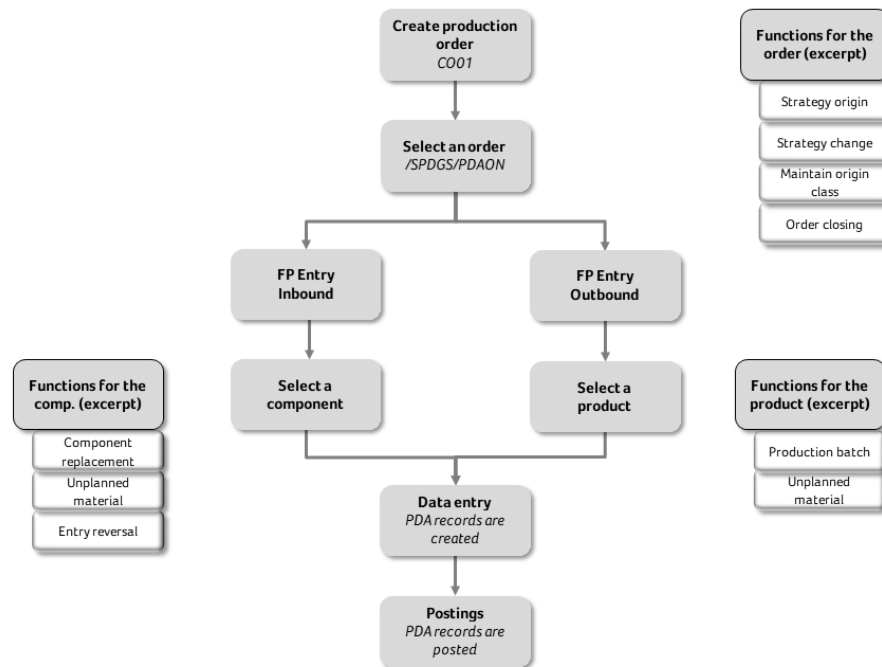 Create production
order
CO01
Functions for the
order (excerpt)
Strategy origin
Strategy change
Maintain origin
class
Order closing
Select an order
/SPDGS/PDAON
FP Entry
Inbound
FP Entry
Outbound
Functions for the
comp. (excerpt)
Component
replacement
Unplanned
material
Entry reversal
Select a
component
Select a
product
Functions for the
product (excerpt)
Production batch
Unplanned
material
Data entry
PDA records are
created
Postings
PDA records are
posted